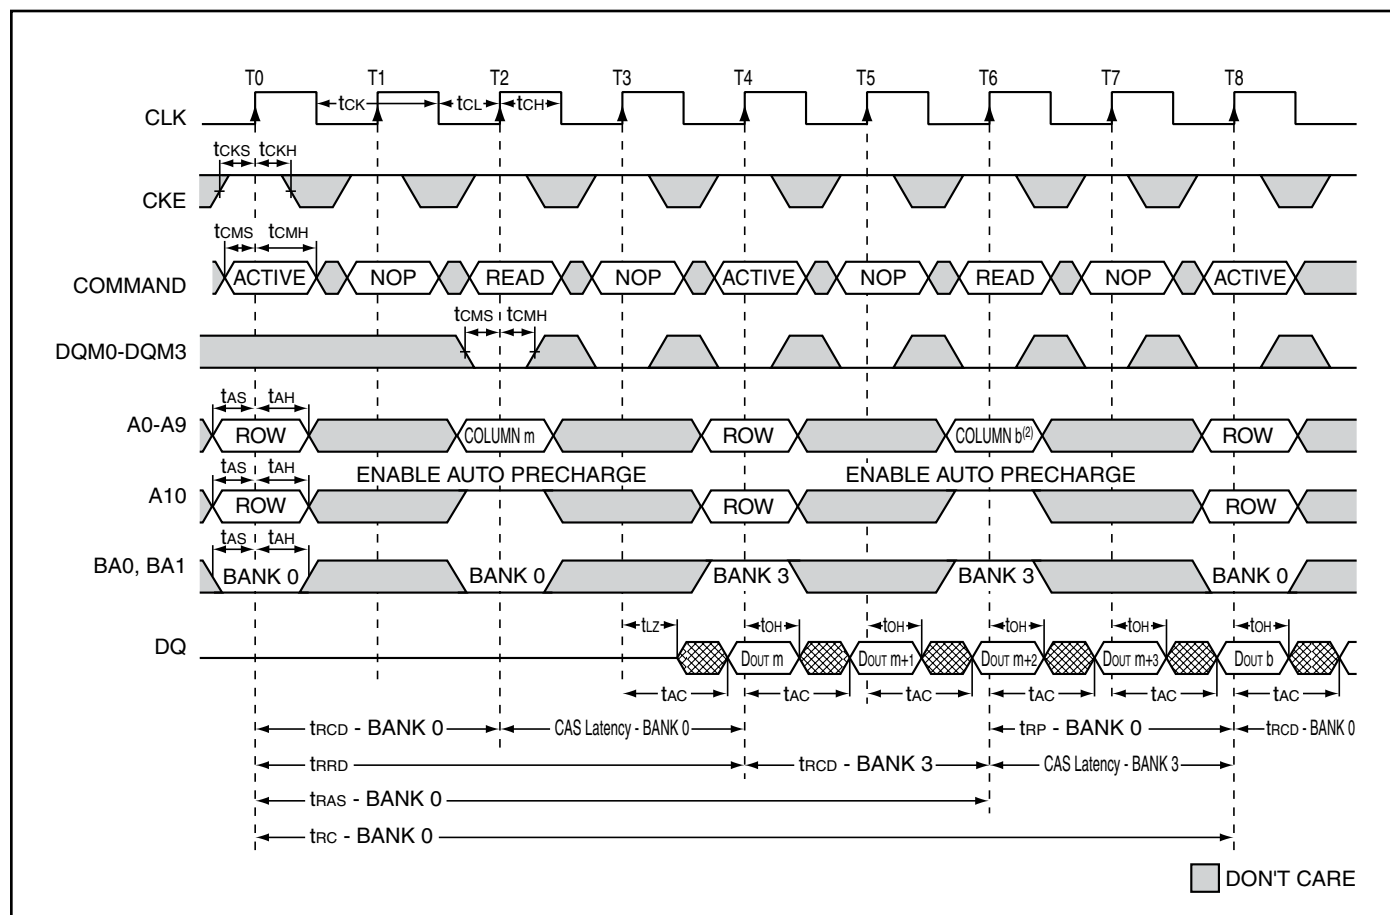 T0 T1 T2 T3 T4 T5 T6 T7 T8
CLK tCK tCL tCH
tCKS tCKH
CKE
tCMS tCMH
COMMAND ACTIVE NOP READ NOP ACTIVE NOP READ NOP ACTIVE
tCMS tCMH
DQM0-DQM3
tAS tAH
A0-A9 ROW COLUMN m ROW COLUMN b(2) ROW
tAS tAH ENABLE AUTO PRECHARGE ENABLE AUTO PRECHARGE
A10 ROW ROW ROW
tAS tAH
BA0, BA1 BANK 0 BANK 0 BANK 3 BANK 3 BANK 0
tLZ tOH tOH tOH tOH tOH
DQ DOUT m DOUT m+1 DOUT m+2 DOUT m+3 DOUT b
tAC tAC tAC tAC tAC tAC
tRCD - BANK 0 CAS Latency - BANK 0 tRP - BANK 0 tRCD - BANK 0
tRRD tRCD - BANK 3 CAS Latency - BANK 3
tRAS - BANK 0
tRC - BANK 0
DON'T CARE